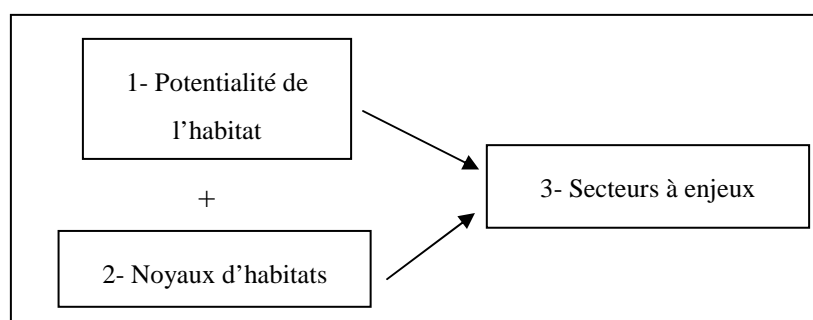 1- Potentialité de
l’habitat
+
2- Noyaux d’habitats
3- Secteurs à enjeux